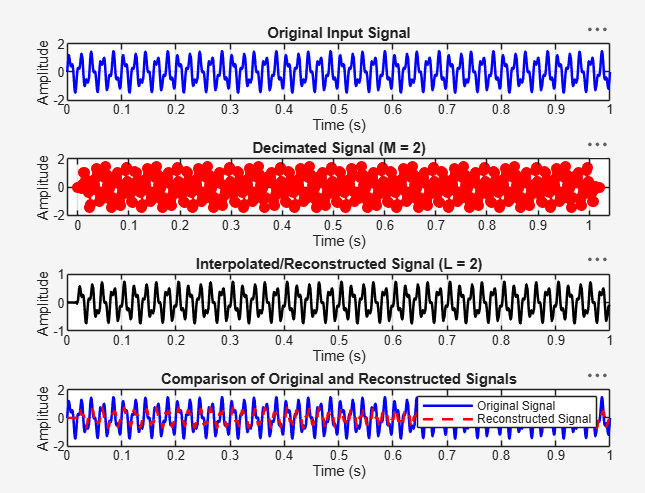 Original Input Signal
Amplitude
2
0
-2
0 0.1 0.2 0.3 0.4 0.5 0.6 0.7 0.8 0.9 1
Time (s)
Decimated Signal (M = 2)
Amplitude
2
0
-2
0 0.1 0.2 0.3 0.4 0.5 0.6 0.7 0.8 0.9 1
Time (s)
Interpolated/Reconstructed Signal (L = 2)
Amplitude
1
0
-1
0 0.1 0.2 0.3 0.4 0.5 0.6 0.7 0.8 0.9 1
Time (s)
Comparison of Original and Reconstructed Signals
Amplitude
2
0
-2
Original Signal
Reconstructed Signal
0 0.1 0.2 0.3 0.4 0.5 0.6 0.7 0.8 0.9 1
Time (s)